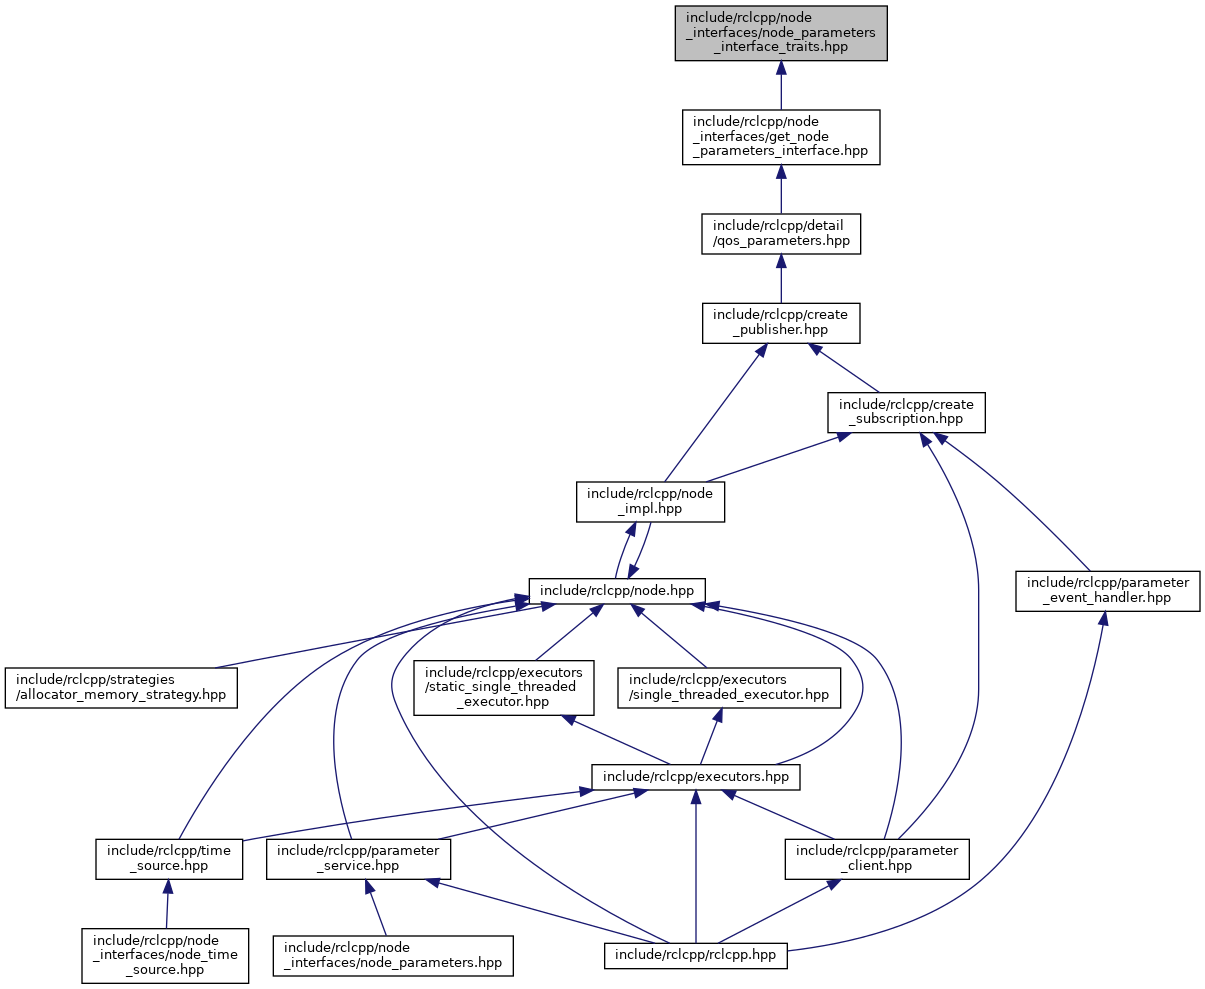 include/rclcpp/node
_interfaces/node_parameters
_interface_traits.hpp
include/rclcpp/node
_interfaces/get_node
_parameters_interface.hpp
include/rclcpp/detail
/qos_parameters.hpp
include/rclcpp/create
_publisher.hpp
include/rclcpp/create
_subscription.hpp
include/rclcpp/node
_impl.hpp
include/rclcpp/node.hpp
include/rclcpp/parameter
_event_handler.hpp
include/rclcpp/strategies
/allocator_memory_strategy.hpp
include/rclcpp/executors
/static_single_threaded
_executor.hpp
include/rclcpp/executors
/single_threaded_executor.hpp
include/rclcpp/executors.hpp
include/rclcpp/time
_source.hpp
include/rclcpp/parameter
_service.hpp
include/rclcpp/parameter
_client.hpp
include/rclcpp/node
_interfaces/node_time
_source.hpp
include/rclcpp/node
_interfaces/node_parameters.hpp
include/rclcpp/rclcpp.hpp